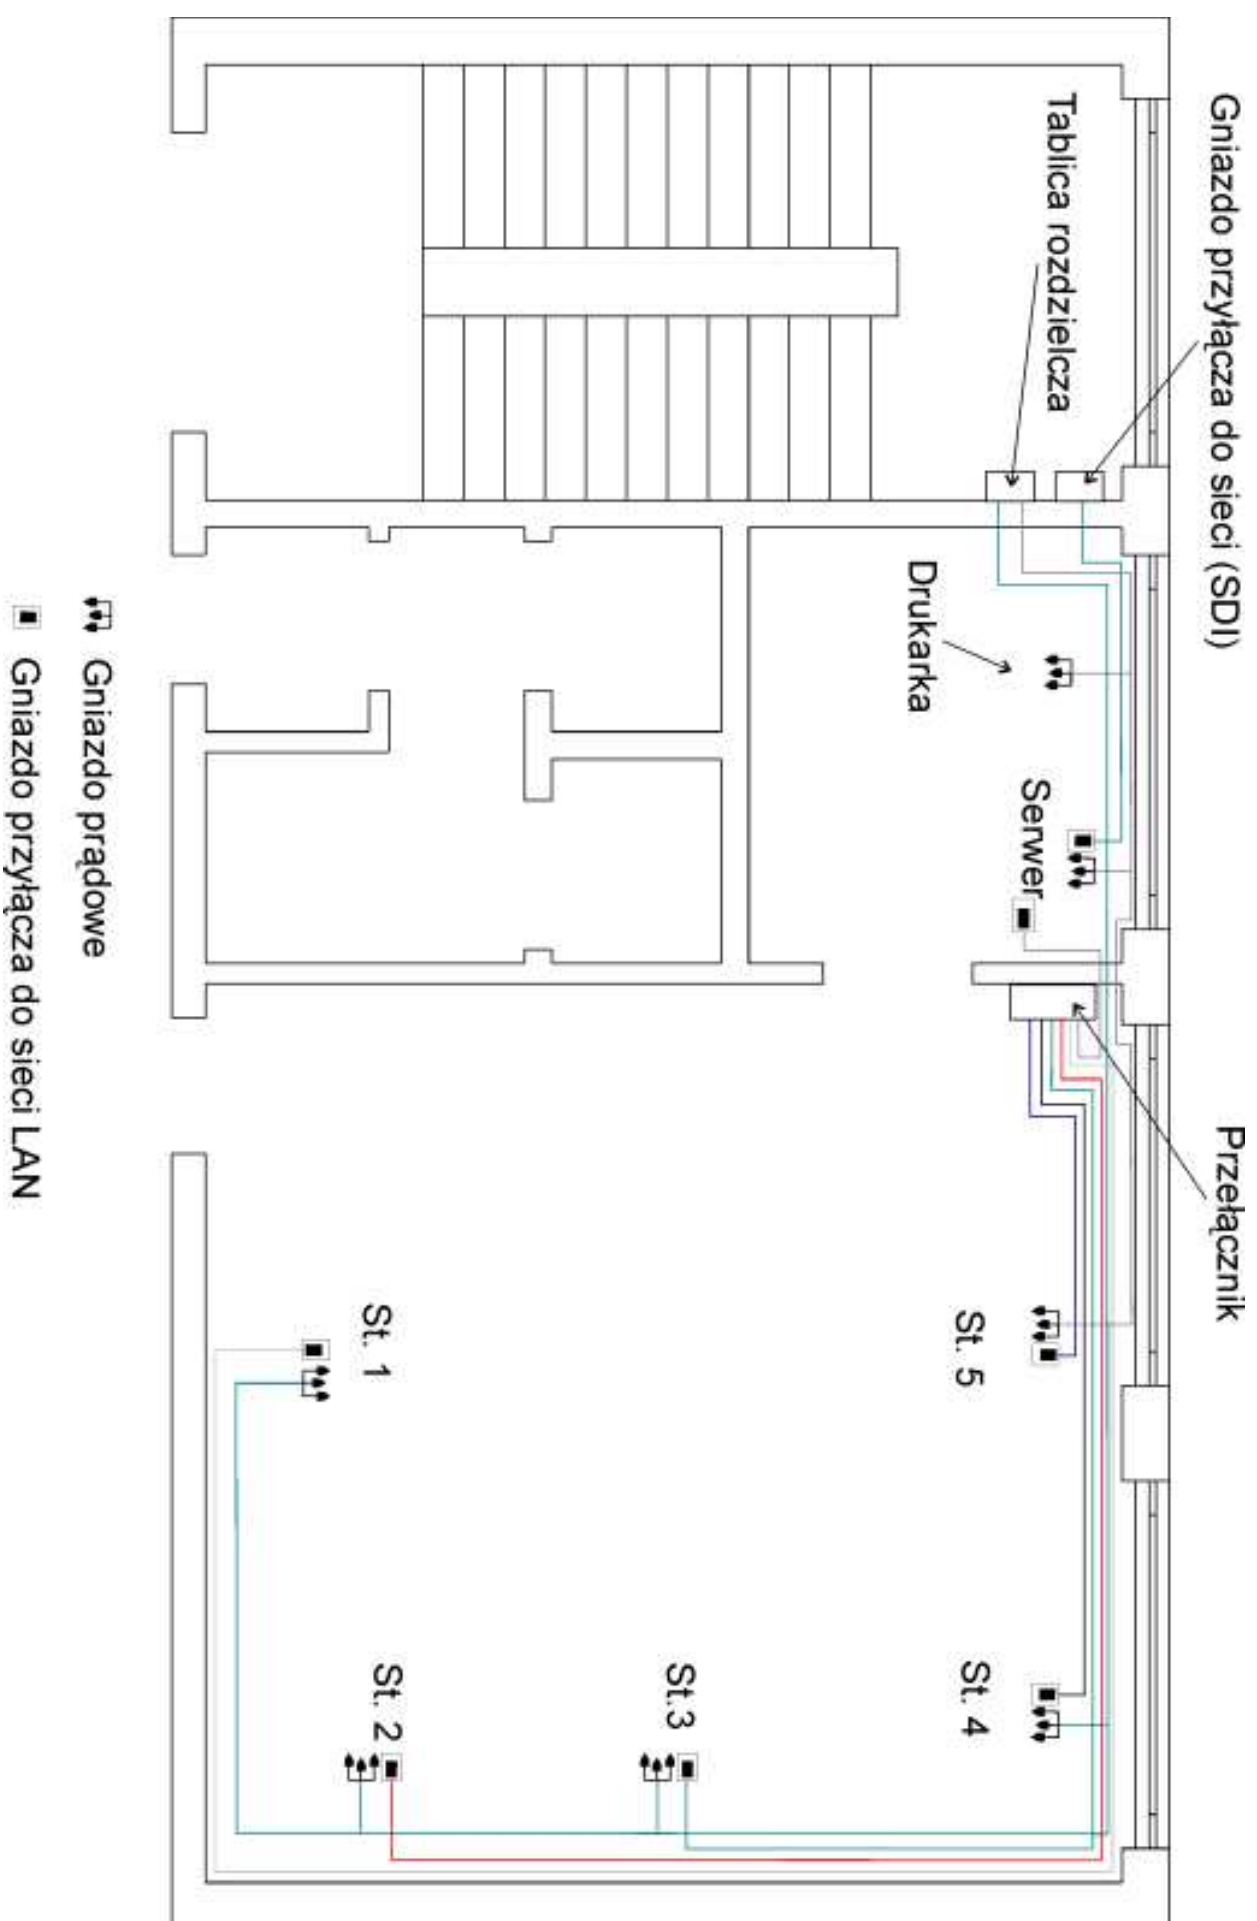 Gniazdo przyłącza do sieci (SDI)
Tablica rozdzielcza
Przełącznik
Drukarka
Serwer
St. 5
St. 4
St.3
St. 1
St. 2
Gniazdo prądowe
Gniazdo przyłącza do sieci LAN